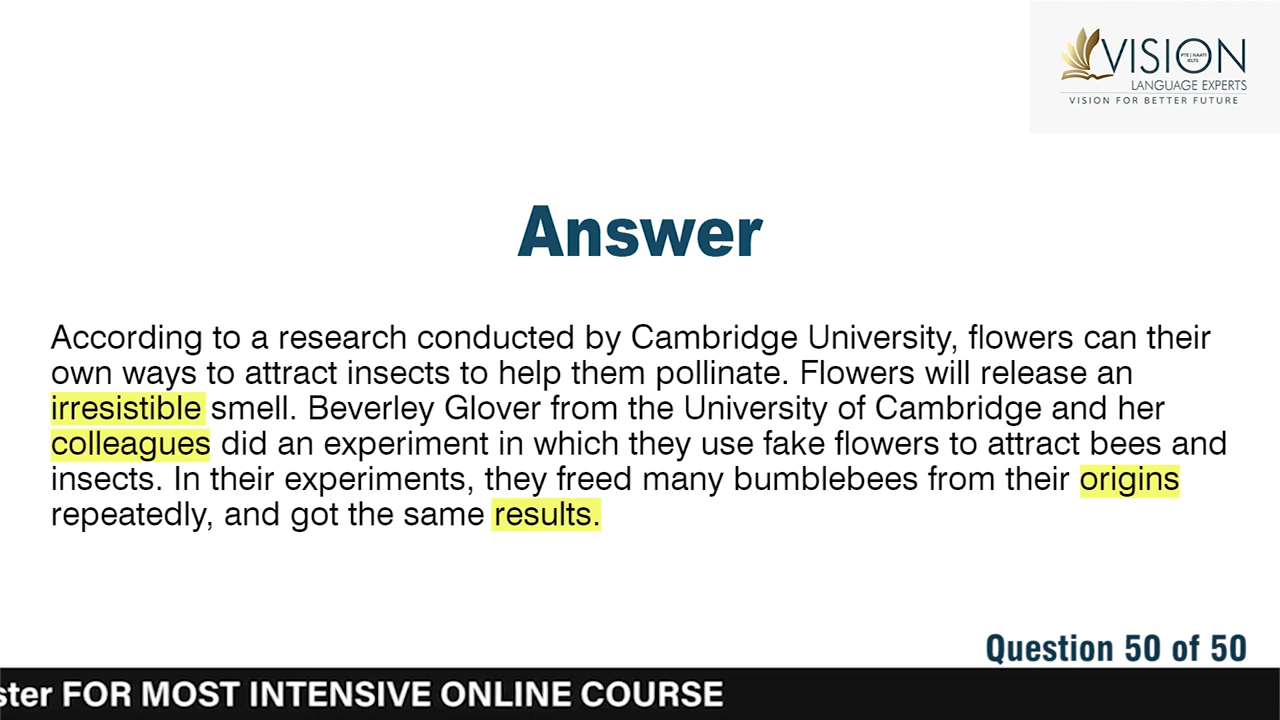 VISION
PTE | NAATI
IELTS
LANGUAGE EXPERTS
VISION FOR BETTER FUTURE
Answer
According to a research conducted by Cambridge University, flowers can their
own ways to attract insects to help them pollinate. Flowers will release an
irresistible smell. Beverley Glover from the University of Cambridge and her
colleagues did an experiment in which they use fake flowers to attract bees and
insects. In their experiments, they freed many bumblebees from their origins
repeatedly, and got the same results.
Question 50 of 50
ster FOR MOST INTENSIVE ONLINE COURSE